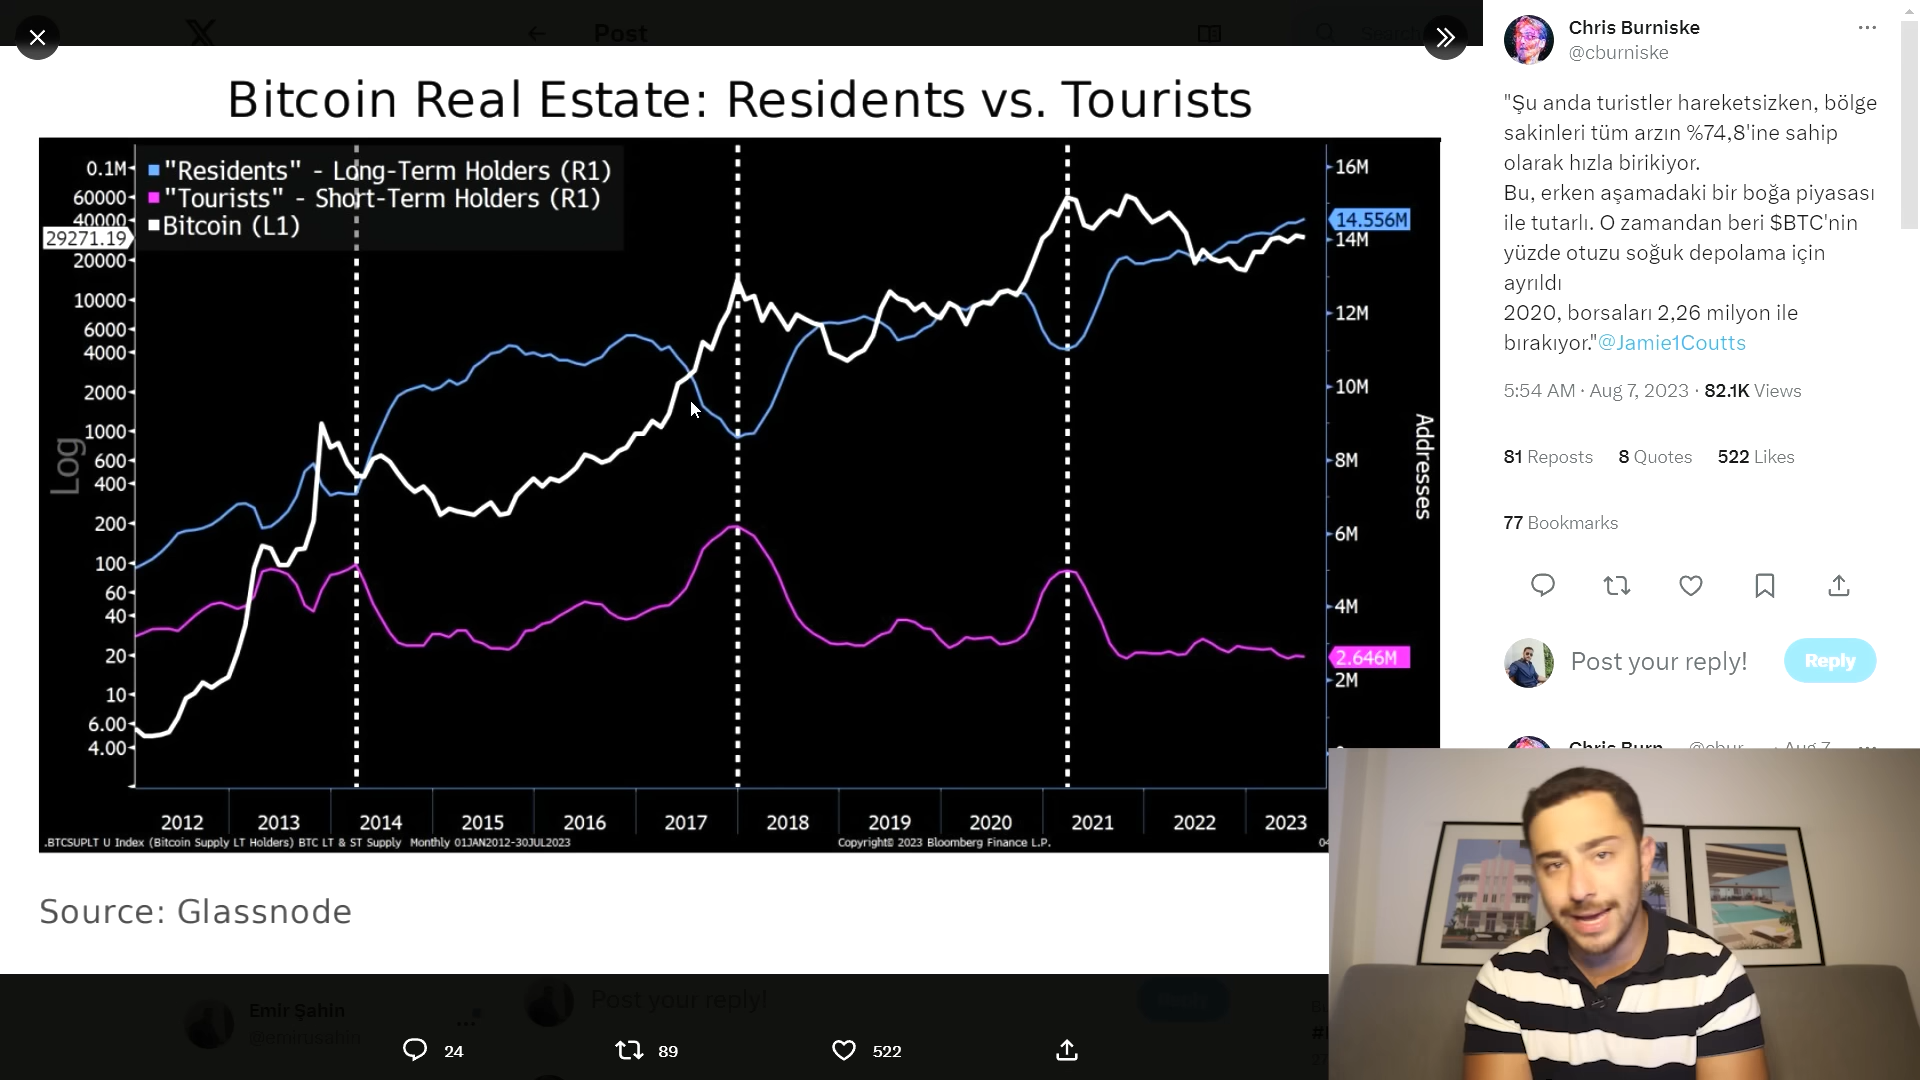 Post
Search
Bitcoin Real Estate: Residents vs. Tourists
"Residents" - Long-Term Holders (R1)
"Tourists" - Short-Term Holders (R1)
Bitcoin (L1)
0.1M
60000
40000
29271.19
20000
10000
6000
4000
2000
1000
600
400
200
100
60
40
20
10
6.00
4.00
Log
16M
14.556M
14M
12M
10M
8M
6M
4M
2.646M
2M
Addresses
2012 2013 2014 2015 2016 2017 2018 2019 2020 2021 2022 2023
.BTCSUPLT U Index (Bitcoin Supply LT Holders) BTC LT & ST Supply Monthly 01JAN2012-30JUL2023
Copyright© 2023 Bloomberg Finance L.P.
Source: Glassnode
Emir Şahin
@emirusahin
Post your reply!
Reply
24
89
522
Chris Burniske
@cburniske
"Şu anda turistler hareketsizken, bölge
sakinleri tüm arzın %74,8'ine sahip
olarak hızla birikiyor.
Bu, erken aşamadaki bir boğa piyasası
ile tutarlı. O zamandan beri $BTC'nin
yüzde otuzu soğuk depolama için
ayrıldı
2020, borsaları 2,26 milyon ile
bırakıyor."@Jamie1Coutts
5:54 AM · Aug 7, 2023 · 82.1K Views
81 Reposts 8 Quotes 522 Likes
77 Bookmarks
Post your reply!
Reply